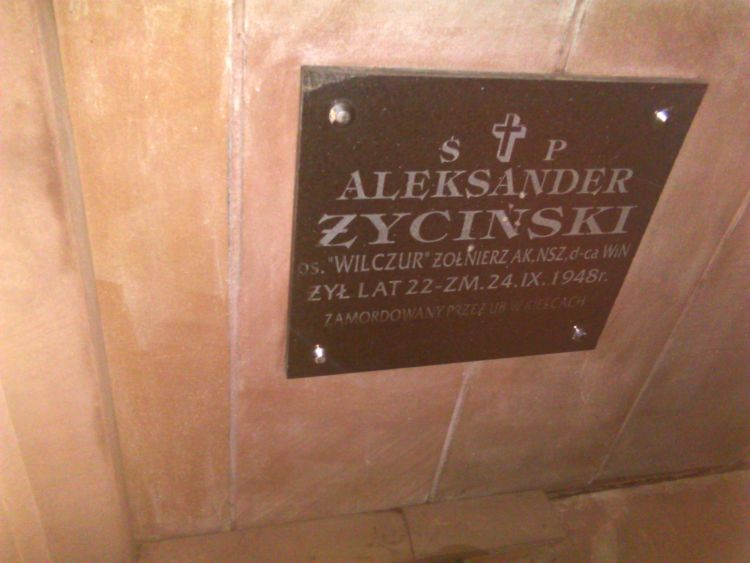 Ś P
ALEKSANDER
ŻYCIŃSKI
ps. "WILCZUR" ŻOŁNIERZ AK. NSZ, d-ca WiN
ŻYŁ LAT 22-ZM. 24. IX. 1948r.
ZAMORDOWANY PRZEZ UB W KIELCACH